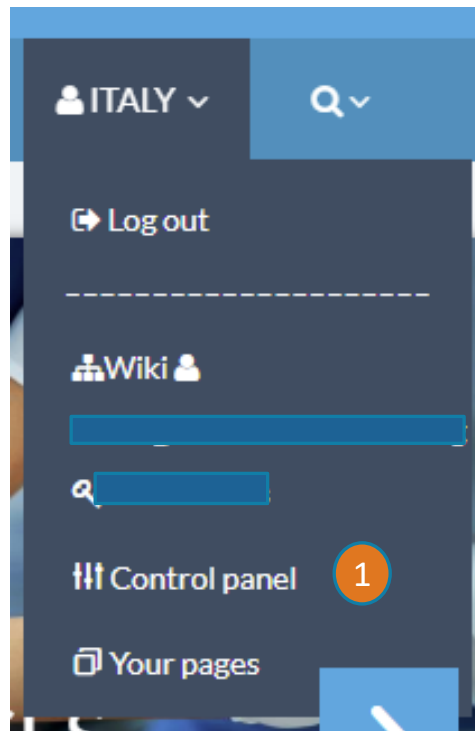 ITALY
Log out
----------------------
Wiki
Control panel 1
Your pages